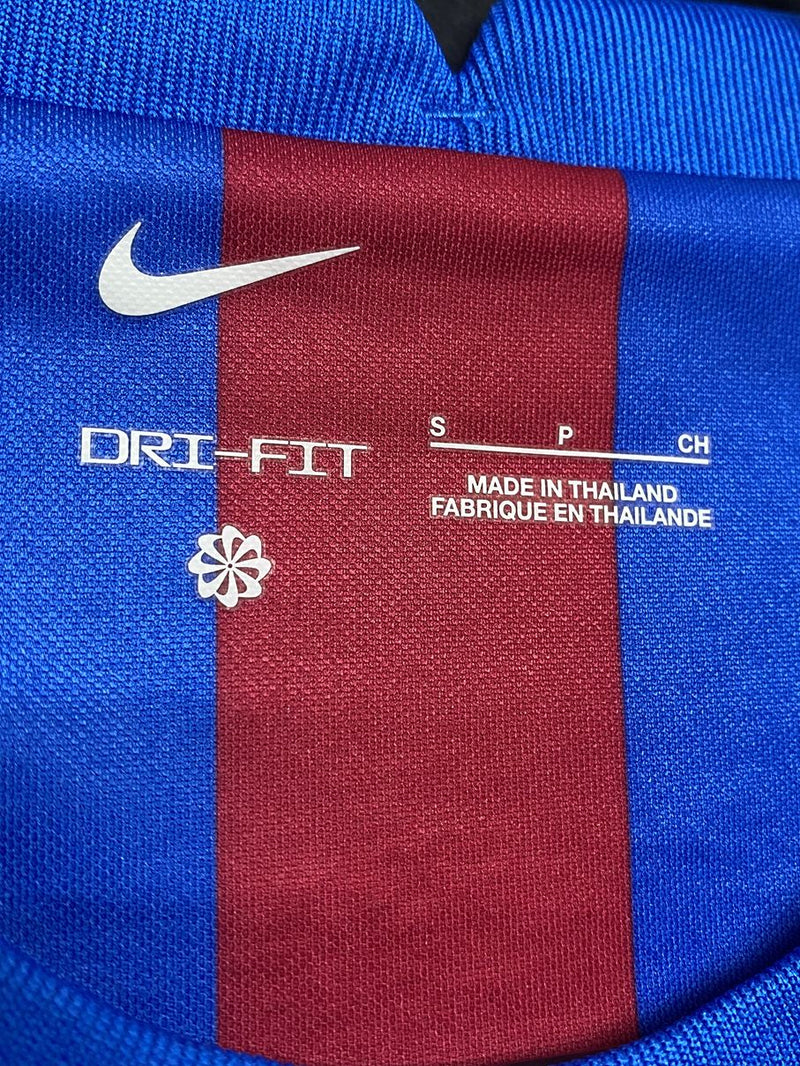 DRI-FIT
S P CH
MADE IN THAILAND
FABRIQUE EN THAILANDE